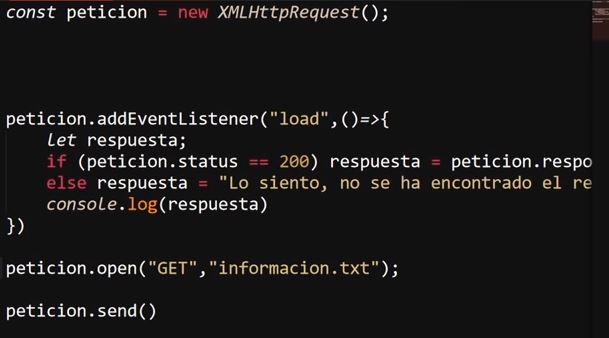 const peticion = new XMLHttpRequest();
peticion.addEventListener("load",()=>{
let respuesta;
if (peticion.status == 200) respuesta = peticion.respo
else respuesta = "Lo siento, no se ha encontrado el re
console.log(respuesta)
})
peticion.open("GET","informacion.txt");
peticion.send()